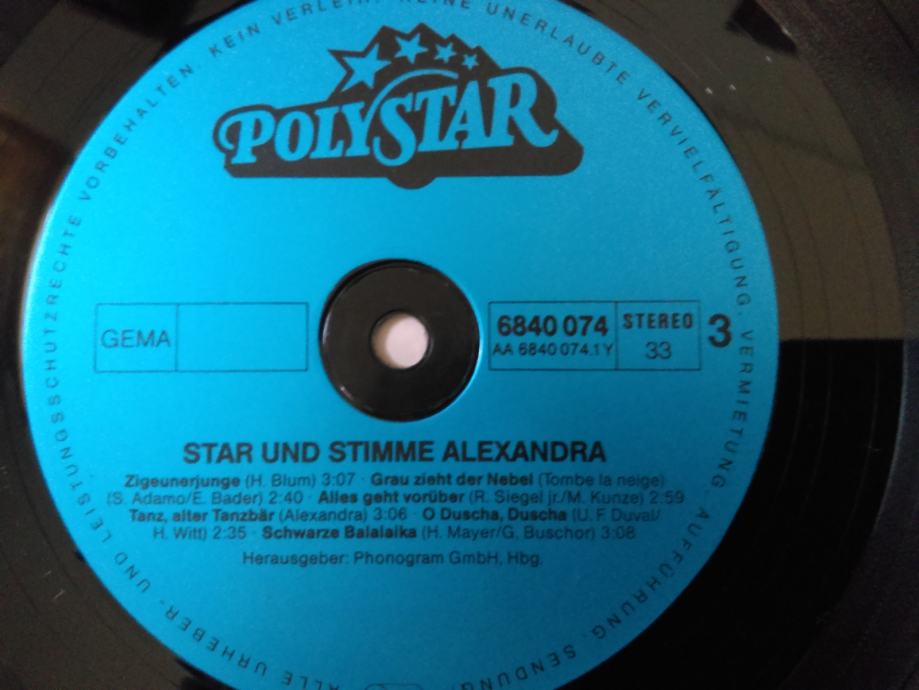 POLYSTAR
GEMA
6840 074
AA 6840 074.1 Y
STEREO
33
3
STAR UND STIMME ALEXANDRA
Zigeunerjunge (H. Blum) 3:07 · Grau zieht der Nebel (Tombe la neige)
(S. Adamo/E. Bader) 2:40 · Alles geht vorüber (R. Siegel jr./M. Kunze) 2:59
Tanz, alter Tanzbär (Alexandra) 3:06 · O Duscha, Duscha (U. F. Duval/
H. Witt) 2:35 · Schwarze Balalaika (H. Mayer/G. Buschor) 3:08
Herausgeber: Phonogram GmbH, Hbg.
ALLE URHEBER- UND LEISTUNGSSCHUTZRECHTE VORBEHALTEN. KEIN VERLEIH! KEINE UNERLAUBTE VERVIELFÄLTIGUNG, VERMIETUNG, AUFFÜHRUNG, SENDUNG!